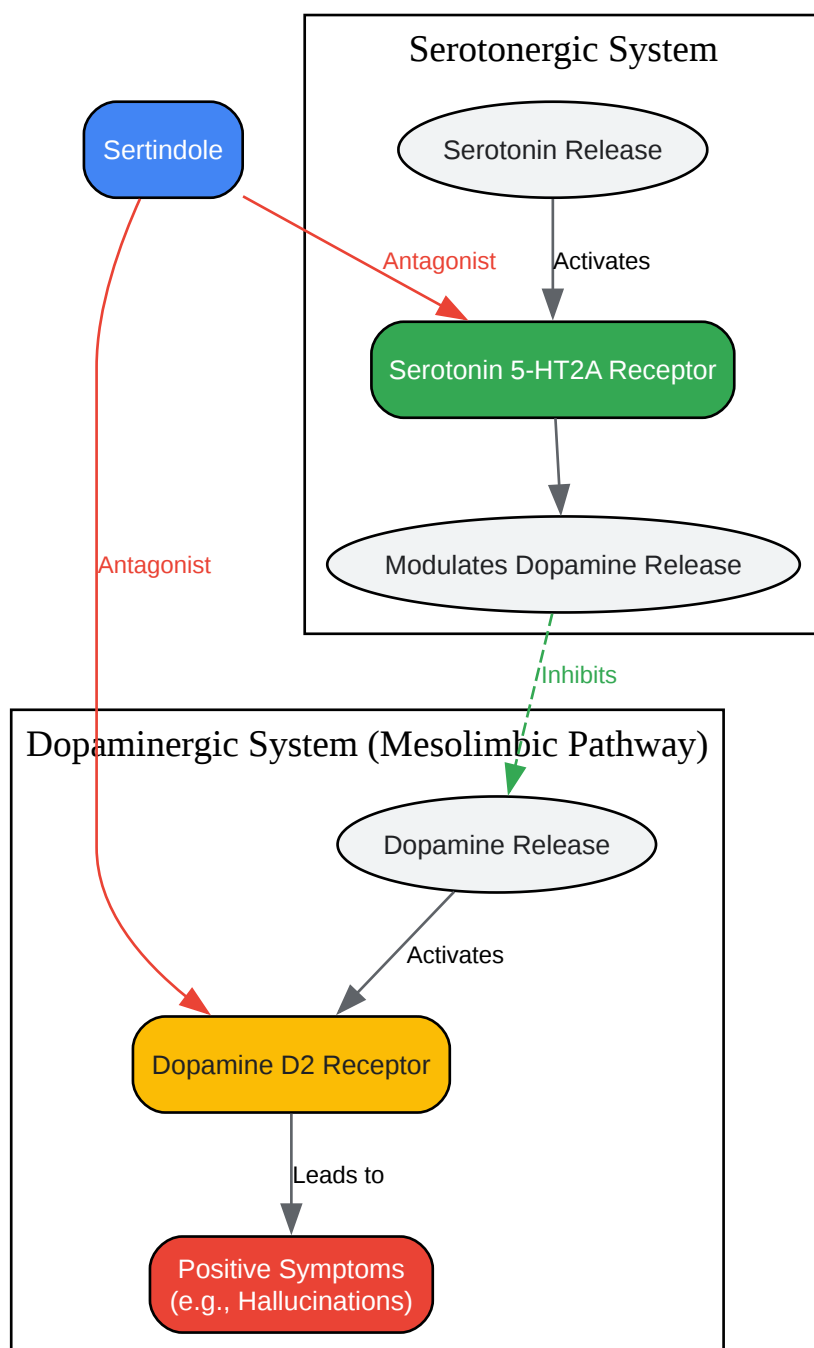 Serotonergic System
Sertindole
Serotonin Release
Antagonist
Activates
Serotonin 5-HT2A Receptor
Antagonist
Modulates Dopamine Release
Inhibits
Dopaminergic System (Mesolimbic Pathway)
Dopamine Release
Activates
Dopamine D2 Receptor
Leads to
Positive Symptoms
(e.g., Hallucinations)